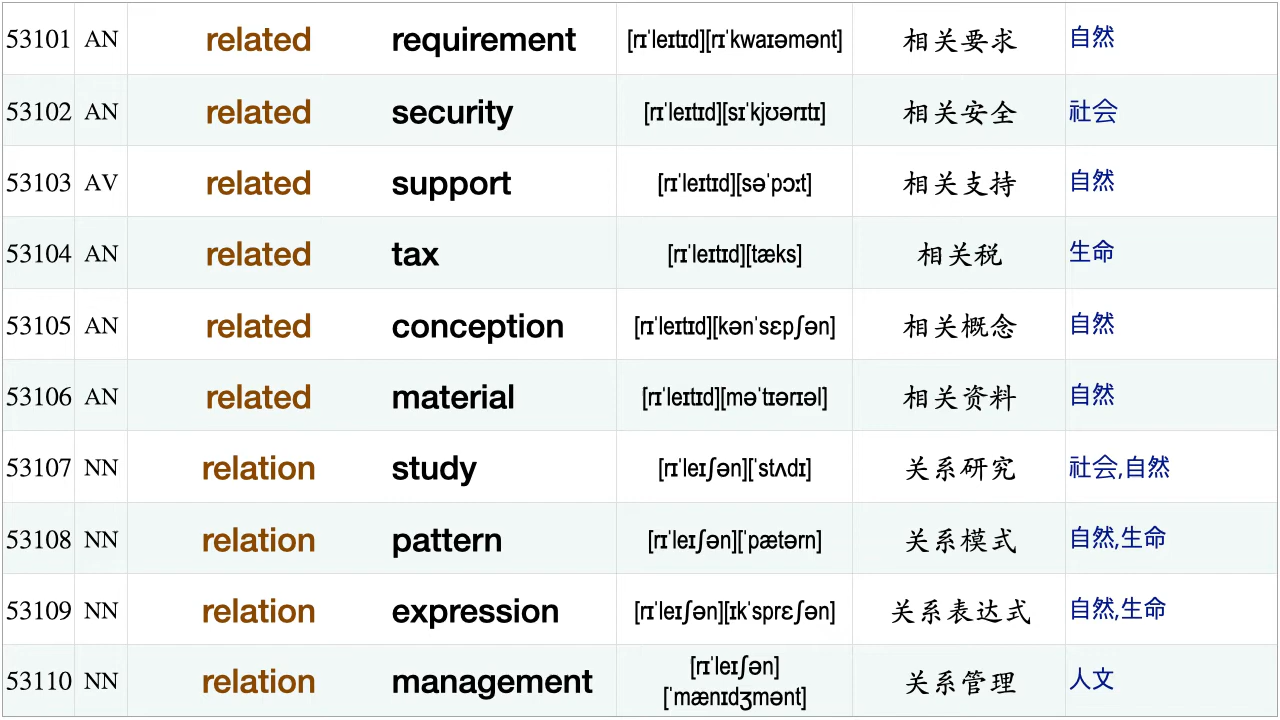 53101 AN related requirement [rɪˈleɪtɪd][rɪˈkwaɪəmənt] 相关要求 自然
53102 AN related security [rɪˈleɪtɪd][sɪˈkjʊərɪtɪ] 相关安全 社会
53103 AV related support [rɪˈleɪtɪd][səˈpɔːt] 相关支持 自然
53104 AN related tax [rɪˈleɪtɪd][tæks] 相关税 生命
53105 AN related conception [rɪˈleɪtɪd][kənˈsɛpʃən] 相关概念 自然
53106 AN related material [rɪˈleɪtɪd][məˈtɪərɪəl] 相关资料 自然
53107 NN relation study [rɪˈleɪʃən][ˈstʌdɪ] 关系研究 社会,自然
53108 NN relation pattern [rɪˈleɪʃən][ˈpætərn] 关系模式 自然,生命
53109 NN relation expression [rɪˈleɪʃən][ɪkˈsprɛʃən] 关系表达式 自然,生命
53110 NN relation management [rɪˈleɪʃən]
[ˈmænɪdʒmənt] 关系管理 人文